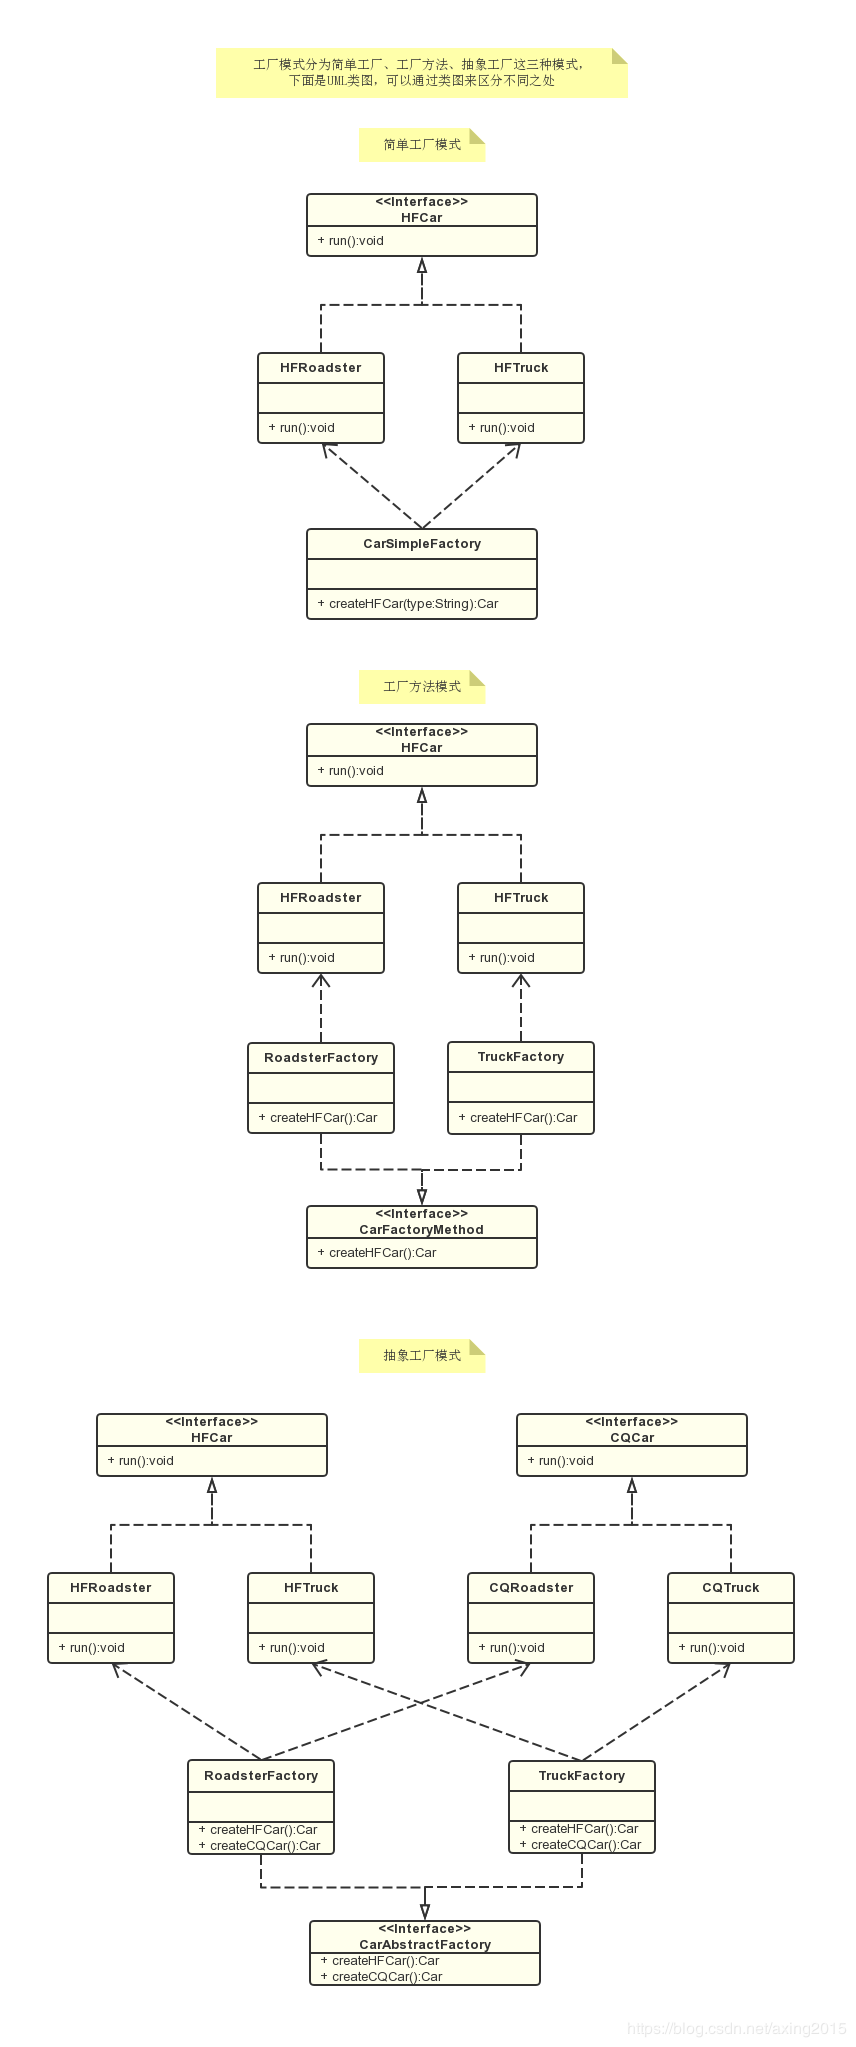 工厂模式分为简单工厂、工厂方法、抽象工厂这三种模式，
下面是UML类图，可以通过类图来区分不同之处
简单工厂模式
<<Interface>>
HFCar
+ run():void
HFRoadster
HFTruck
+ run():void
+ run():void
CarSimpleFactory
+ createHFCar(type:String):Car
工厂方法模式
<<Interface>>
HFCar
+ run():void
HFRoadster
HFTruck
+ run():void
+ run():void
RoadsterFactory
TruckFactory
+ createHFCar():Car
+ createHFCar():Car
<<Interface>>
CarFactoryMethod
+ createHFCar():Car
抽象工厂模式
<<Interface>>
HFCar
+ run():void
<<Interface>>
CQCar
+ run():void
HFRoadster
HFTruck
CQRoadster
CQTruck
+ run():void
+ run():void
+ run():void
+ run():void
RoadsterFactory
+ createHFCar():Car
+ createCQCar():Car
TruckFactory
+ createHFCar():Car
+ createCQCar():Car
<<Interface>>
CarAbstractFactory
+ createHFCar():Car
+ createCQCar():Car
https://blog.csdn.net/axing2015